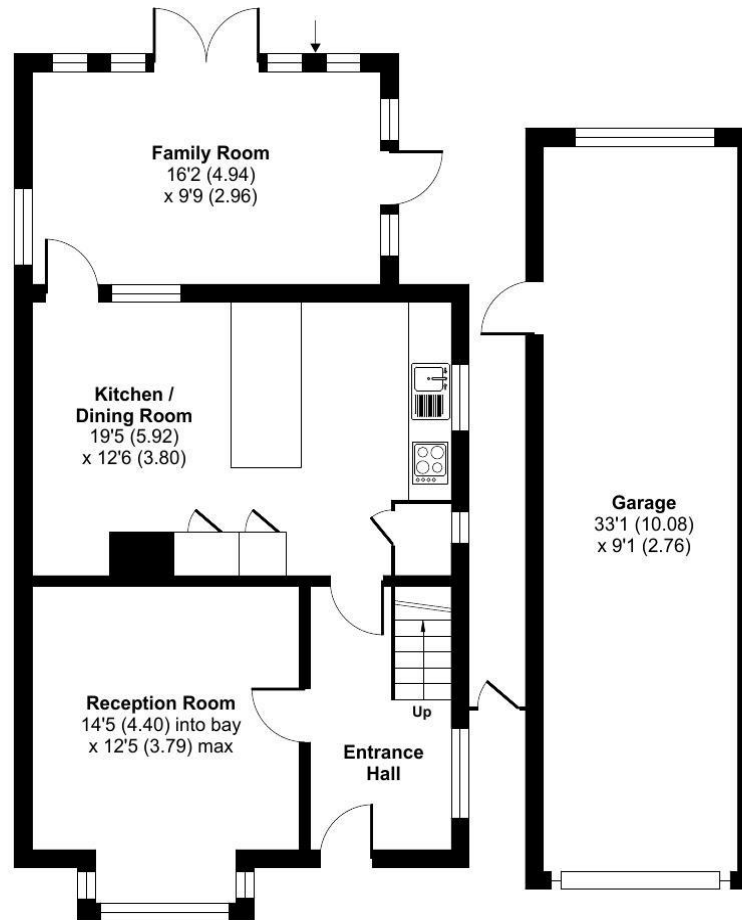 Family Room
16'2 (4.94)
x 9'9 (2.96)
Kitchen /
Dining Room
19'5 (5.92)
x 12'6 (3.80)
Garage
33'1 (10.08)
x 9'1 (2.76)
Reception Room
14'5 (4.40) into bay
x 12'5 (3.79) max
Up
Entrance
Hall